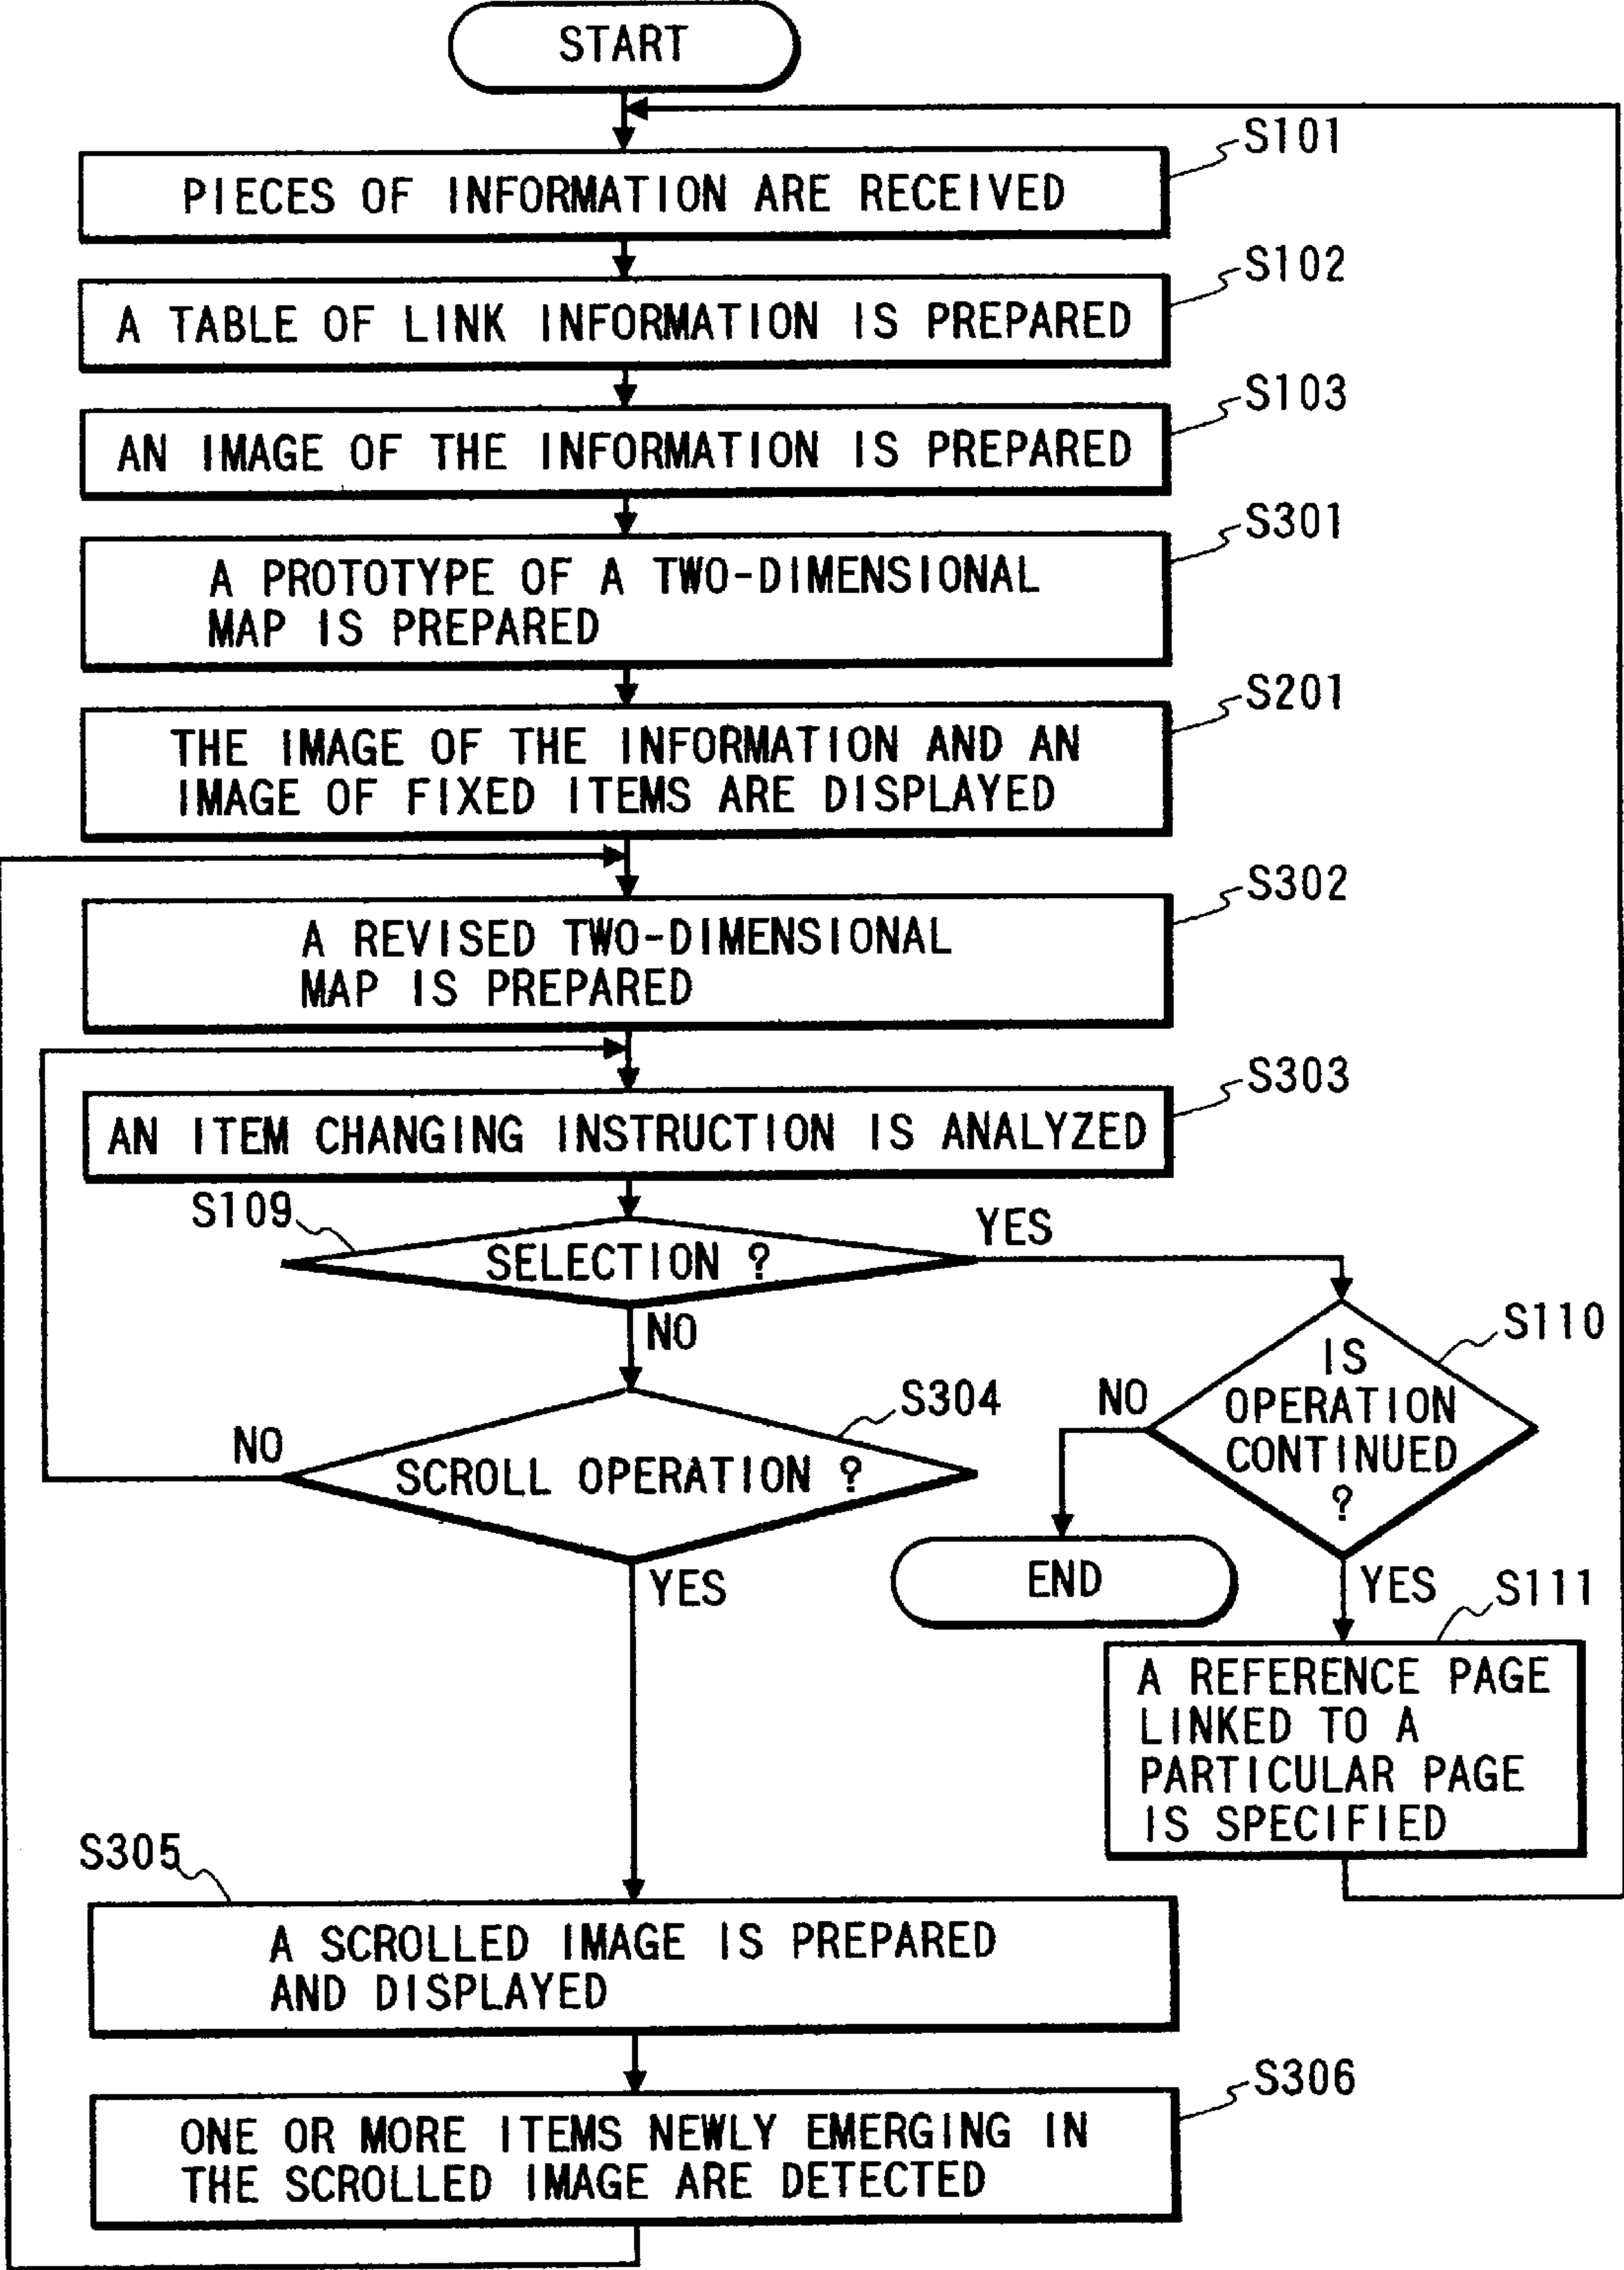 START
S101
PIECES OF INFORMATION ARE RECEIVED
S102
A TABLE OF LINK INFORMATION IS PREPARED
S103
AN IMAGE OF THE INFORMATION IS PREPARED
S301
A PROTOTYPE OF A TWO-DIMENSIONAL
MAP IS PREPARED
S201
THE IMAGE OF THE INFORMATION AND AN
IMAGE OF FIXED ITEMS ARE DISPLAYED
S302
A REVISED TWO-DIMENSIONAL
MAP IS PREPARED
S303
AN ITEM CHANGING INSTRUCTION IS ANALYZED
S109
SELECTION ?
YES
NO
S110
IS
OPERATION
CONTINUED
?
NO
S304
NO
SCROLL OPERATION ?
YES
END
YES
S111
A REFERENCE PAGE
LINKED TO A
PARTICULAR PAGE
IS SPECIFIED
S305
A SCROLLED IMAGE IS PREPARED
AND DISPLAYED
S306
ONE OR MORE ITEMS NEWLY EMERGING IN
THE SCROLLED IMAGE ARE DETECTED